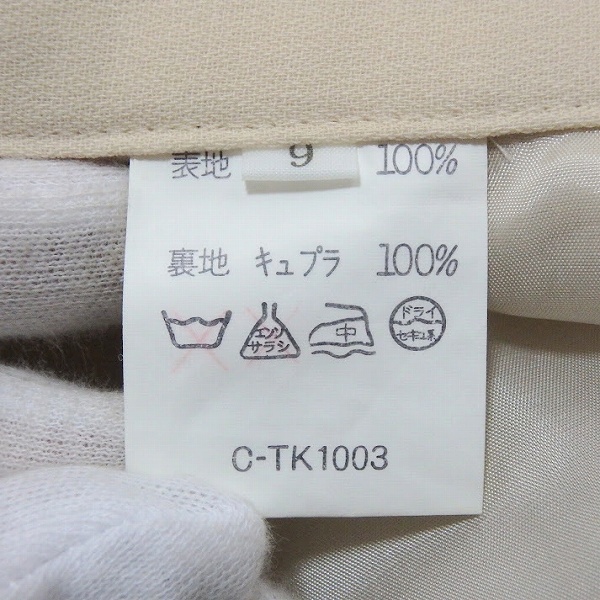 表地 9 100%
裏地 キュプラ 100%
エンソ サラシ 中 ドライ セキユ系
C-TK1003